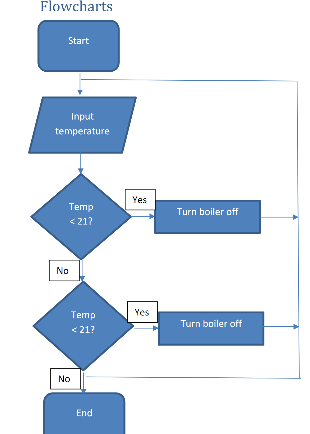 Flowcharts
Start
Input
temperature
Temp
< 21?
Yes
Turn boiler off
No
Temp
< 21?
Yes
Turn boiler off
No
End